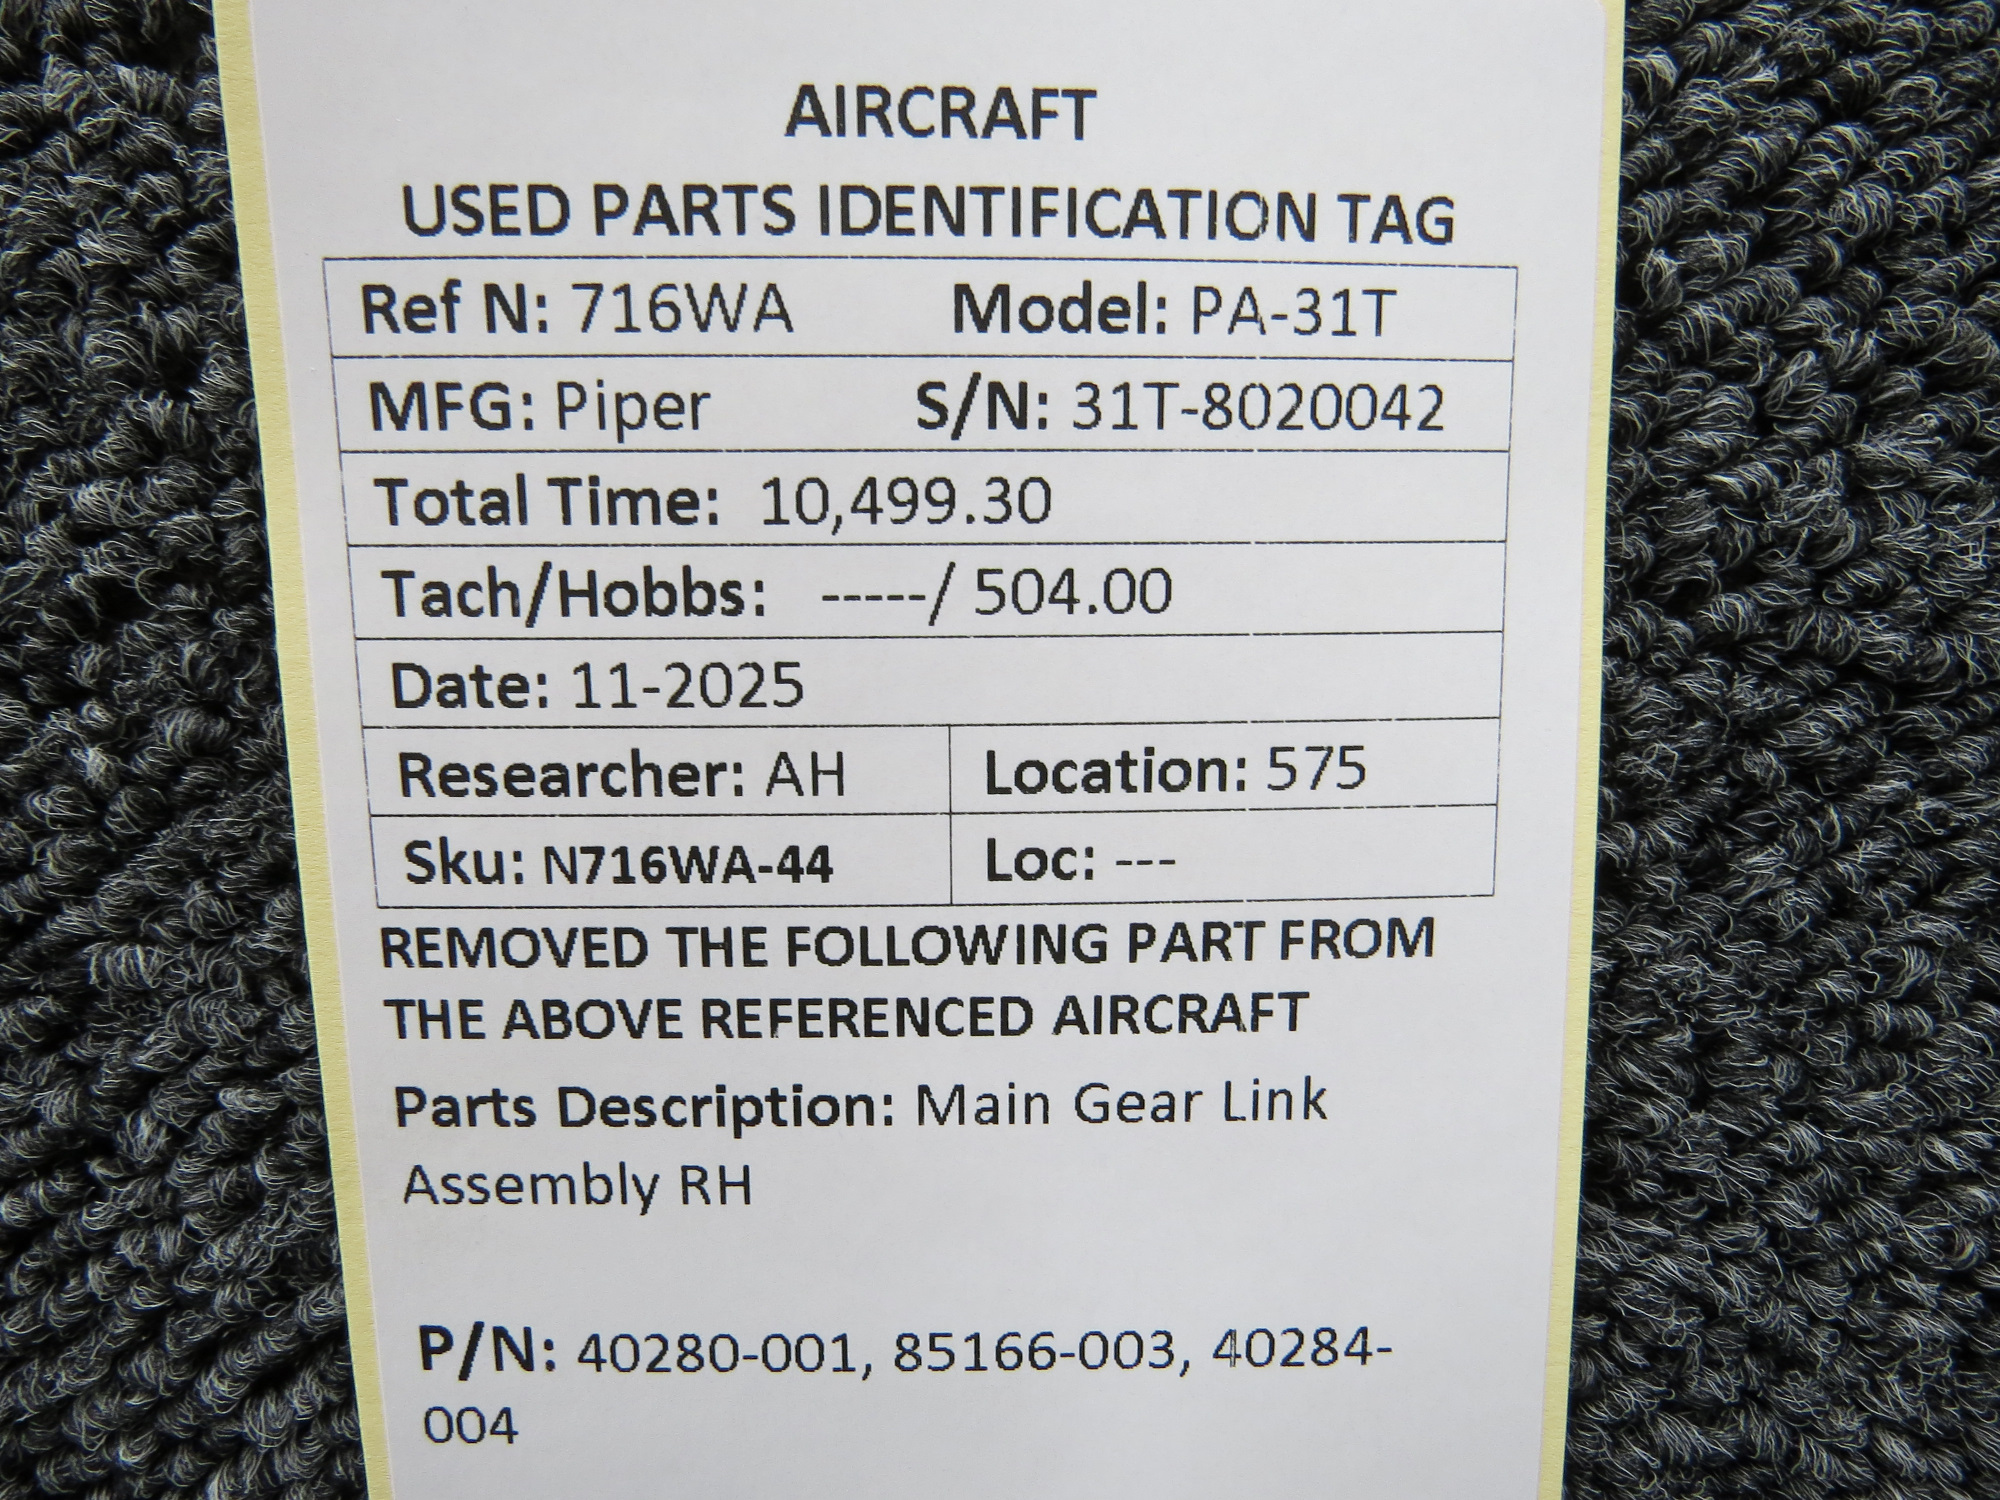 AIRCRAFT
USED PARTS IDENTIFICATION TAG
Ref N: 716WA Model: PA-31T
MFG: Piper S/N: 31T-8020042
Total Time: 10,499.30
Tach/Hobbs: -----/ 504.00
Date: 11-2025
Researcher: AH Location: 575
Sku: N716WA-44 Loc: ---
REMOVED THE FOLLOWING PART FROM
THE ABOVE REFERENCED AIRCRAFT
Parts Description: Main Gear Link
Assembly RH
P/N: 40280-001, 85166-003, 40284-
004